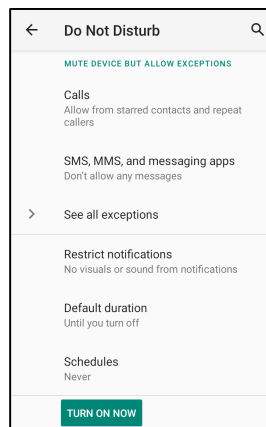 Do Not Disturb
MUTE DEVICE BUT ALLOW EXCEPTIONS
Calls
Allow from starred contacts and repeat
callers
SMS, MMS, and messaging apps
Don't allow any messages
See all exceptions
Restrict notifications
No visuals or sound from notifications
Default duration
Until you turn off
Schedules
Never
TURN ON NOW